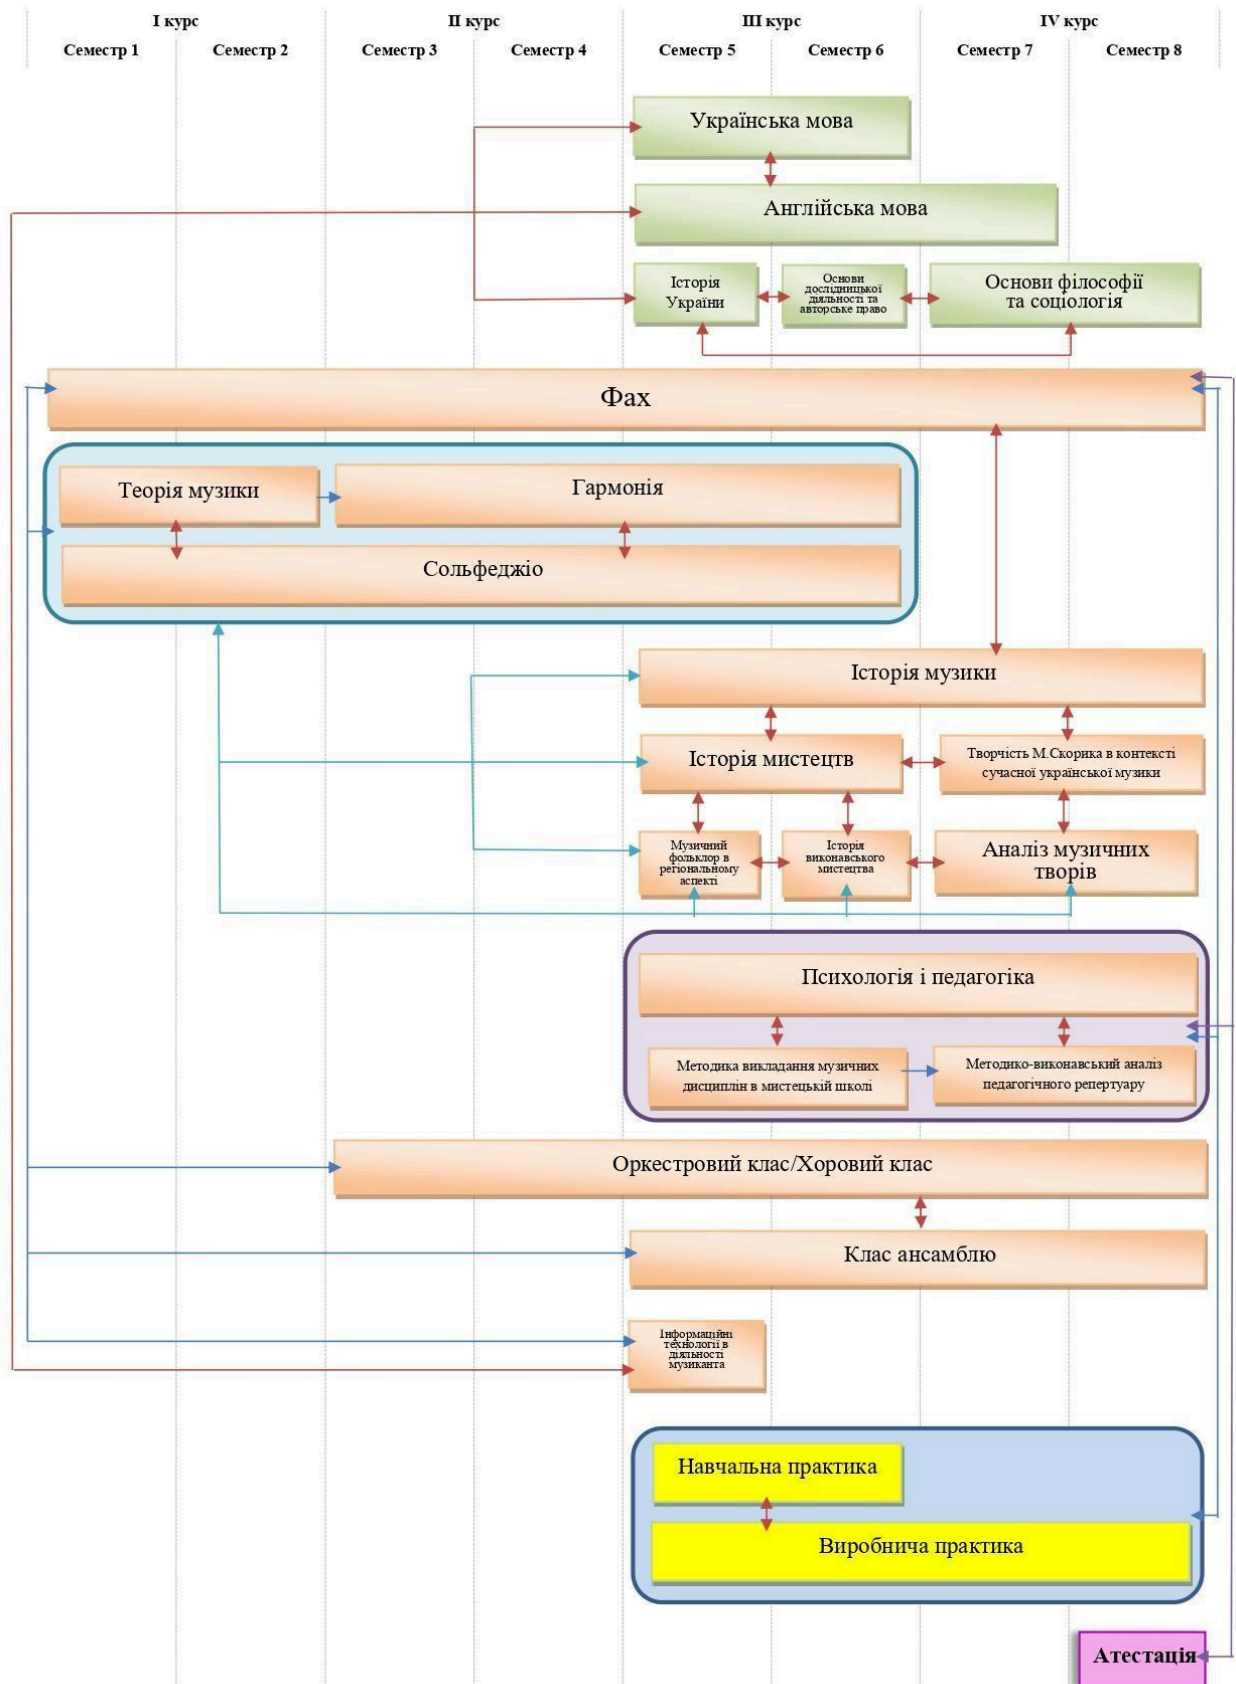 І курс ІІ курс ІІІ курс IV курс
Семестр 1 Семестр 2 Семестр 3 Семестр 4 Семестр 5 Семестр 6 Семестр 7 Семестр 8
Українська мова
Англійська мова
Історія
України
Основи
дослідницької
діяльності та
авторське право
Основи філософії
та соціологія
Фах
Теорія музики
Гармонія
Сольфеджіо
Історія музики
Історія мистецтв
Творчість М.Скорика в контексті
сучасної української музики
Музичний
фольклор в
регіональному
аспекті
Історія
виконавського
мистецтва
Аналіз музичних
творів
Психологія і педагогіка
Методика викладання музичних
дисциплін в мистецькій школі
Методико-виконавський аналіз
педагогічного репертуару
Оркестровий клас/Хоровий клас
Клас ансамблю
Інформаційні
технології в
діяльності
музиканта
Навчальна практика
Виробнича практика
Атестація